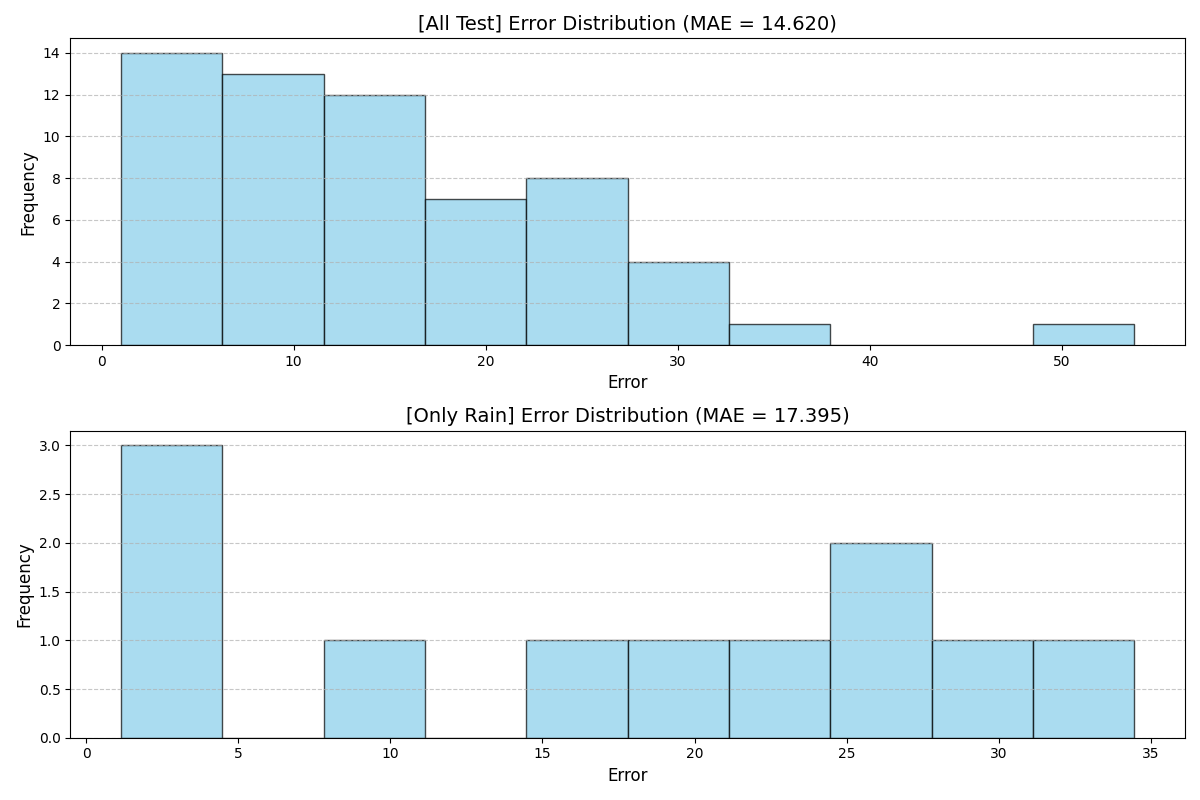 [All Test] Error Distribution (MAE = 14.620)
14
12
10
8
6
4
2
0
Frequency
0 10 20 30 40 50
Error
[Only Rain] Error Distribution (MAE = 17.395)
3.0
2.5
2.0
1.5
1.0
0.5
0.0
Frequency
0 5 10 15 20 25 30 35
Error